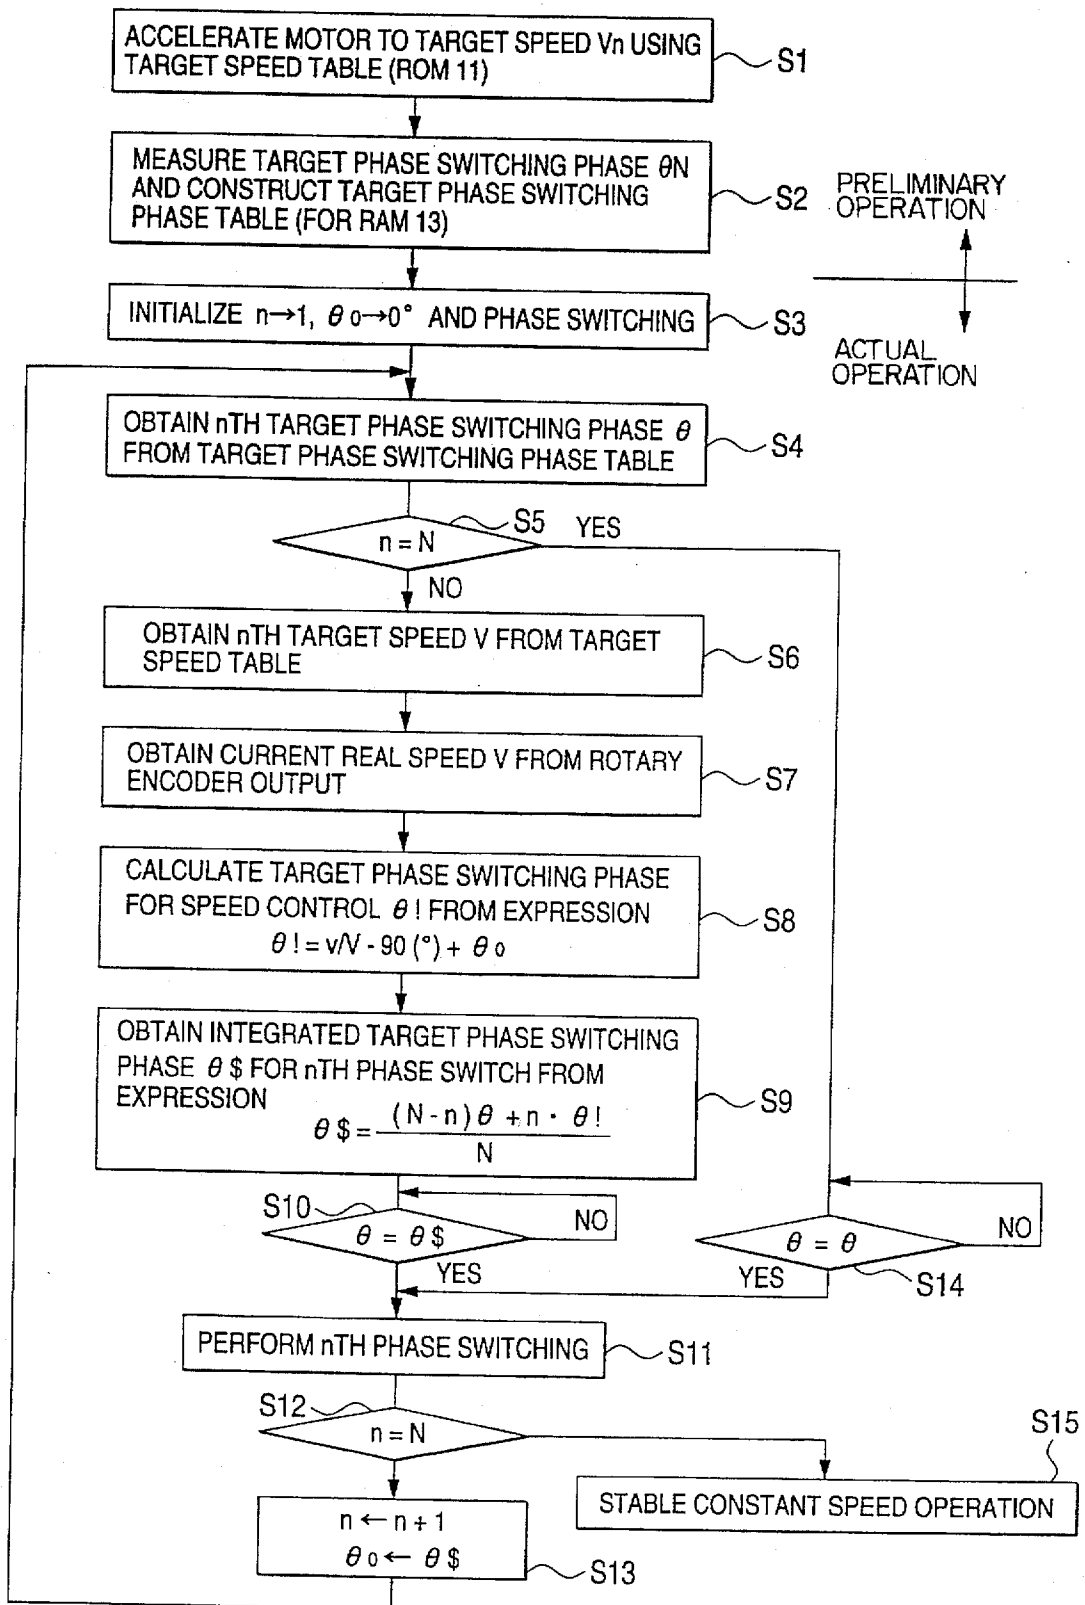 ACCELERATE MOTOR TO TARGET SPEED Vn USING
TARGET SPEED TABLE (ROM 11)
S1
MEASURE TARGET PHASE SWITCHING PHASE θN
AND CONSTRUCT TARGET PHASE SWITCHING
PHASE TABLE (FOR RAM 13)
S2
PRELIMINARY
OPERATION
INITIALIZE n→1, θ0→0° AND PHASE SWITCHING
S3
ACTUAL
OPERATION
OBTAIN nTH TARGET PHASE SWITCHING PHASE θ
FROM TARGET PHASE SWITCHING PHASE TABLE
S4
S5
YES
n = N
NO
OBTAIN nTH TARGET SPEED V FROM TARGET
SPEED TABLE
S6
OBTAIN CURRENT REAL SPEED V FROM ROTARY
ENCODER OUTPUT
S7
CALCULATE TARGET PHASE SWITCHING PHASE
FOR SPEED CONTROL θ! FROM EXPRESSION
θ! = v/V - 90 (°) + θ0
S8
OBTAIN INTEGRATED TARGET PHASE SWITCHING
PHASE θ$ FOR nTH PHASE SWITCH FROM
EXPRESSION
θ$ = (N - n) θ + n · θ! / N
S9
S10
θ = θ$
NO
YES
θ = θ
NO
YES
S14
PERFORM nTH PHASE SWITCHING
S11
S12
n = N
S15
STABLE CONSTANT SPEED OPERATION
n ← n + 1
θ0 ← θ$
S13